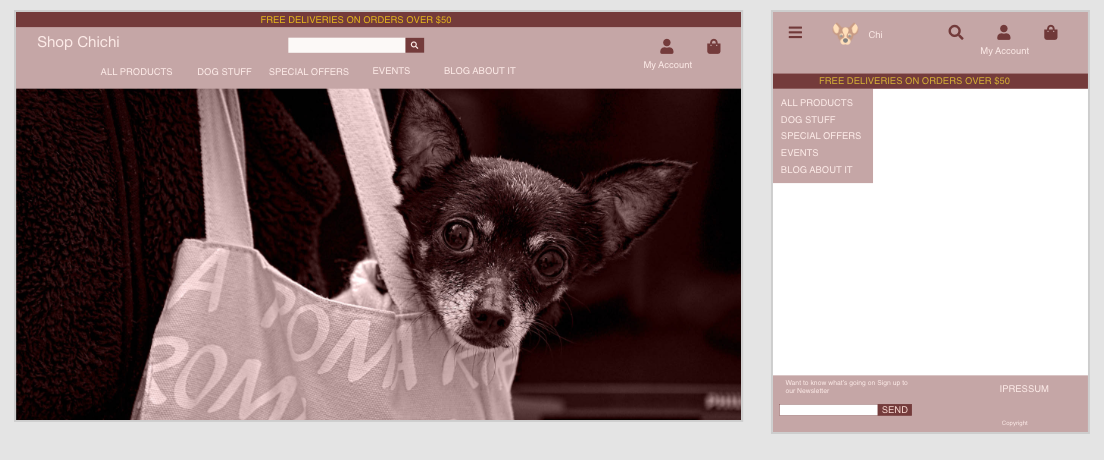 FREE DELIVERIES ON ORDERS OVER $50
Shop Chichi
My Account
ALL PRODUCTS DOG STUFF SPECIAL OFFERS EVENTS BLOG ABOUT IT
A ROMA
ROM
Chi
My Account
FREE DELIVERIES ON ORDERS OVER $50
ALL PRODUCTS
DOG STUFF
SPECIAL OFFERS
EVENTS
BLOG ABOUT IT
Want to know what's going on Sign up to
our Newsletter
IPRESSUM
SEND
Copyright